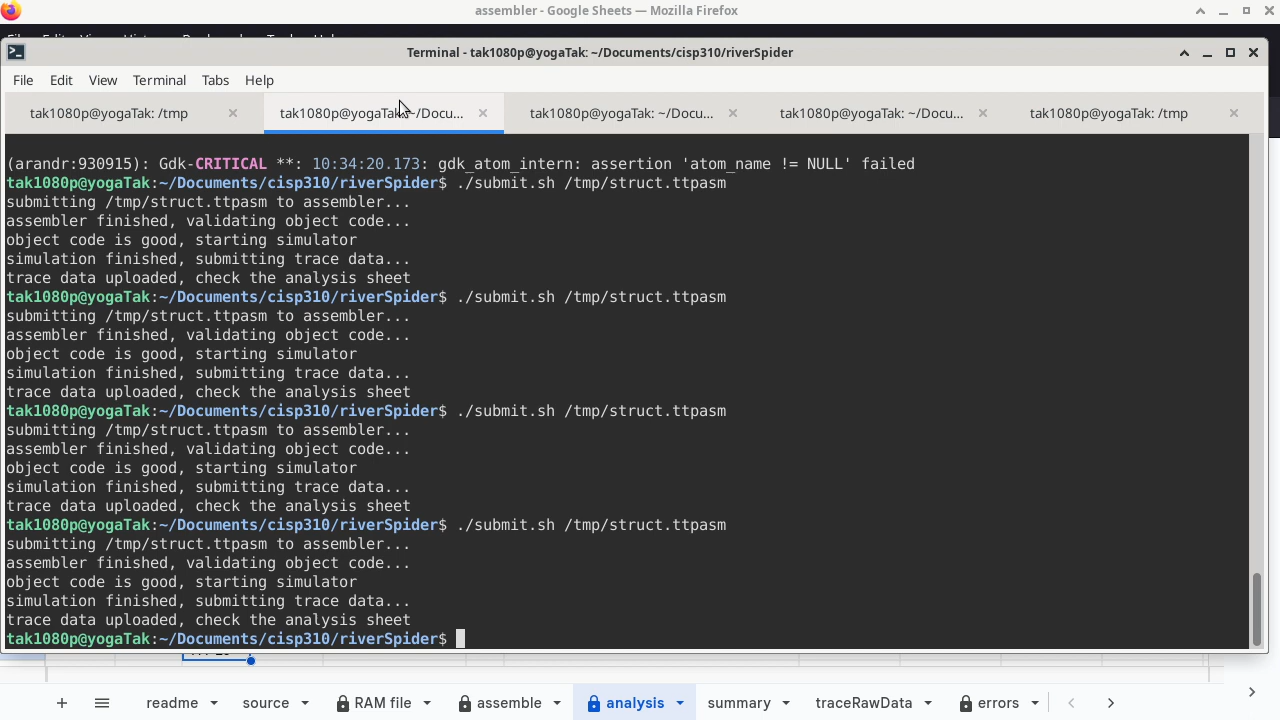 assembler - Google Sheets — Mozilla Firefox
Terminal - tak1080p@yogaTak: ~/Documents/cisp310/riverSpider
File Edit View Terminal Tabs Help
tak1080p@yogaTak: /tmp
tak1080p@yogaTak: ~/Docu...
tak1080p@yogaTak: ~/Docu...
tak1080p@yogaTak: ~/Docu...
tak1080p@yogaTak: /tmp
(arandr:930915): Gdk-CRITICAL **: 10:34:20.173: gdk_atom_intern: assertion 'atom_name != NULL' failed
tak1080p@yogaTak:~/Documents/cisp310/riverSpider$ ./submit.sh /tmp/struct.ttpasm
submitting /tmp/struct.ttpasm to assembler...
assembler finished, validating object code...
object code is good, starting simulator
simulation finished, submitting trace data...
trace data uploaded, check the analysis sheet
tak1080p@yogaTak:~/Documents/cisp310/riverSpider$ ./submit.sh /tmp/struct.ttpasm
submitting /tmp/struct.ttpasm to assembler...
assembler finished, validating object code...
object code is good, starting simulator
simulation finished, submitting trace data...
trace data uploaded, check the analysis sheet
tak1080p@yogaTak:~/Documents/cisp310/riverSpider$ ./submit.sh /tmp/struct.ttpasm
submitting /tmp/struct.ttpasm to assembler...
assembler finished, validating object code...
object code is good, starting simulator
simulation finished, submitting trace data...
trace data uploaded, check the analysis sheet
tak1080p@yogaTak:~/Documents/cisp310/riverSpider$ ./submit.sh /tmp/struct.ttpasm
submitting /tmp/struct.ttpasm to assembler...
assembler finished, validating object code...
object code is good, starting simulator
simulation finished, submitting trace data...
trace data uploaded, check the analysis sheet
tak1080p@yogaTak:~/Documents/cisp310/riverSpider$
readme source RAM file assemble analysis summary traceRawData errors